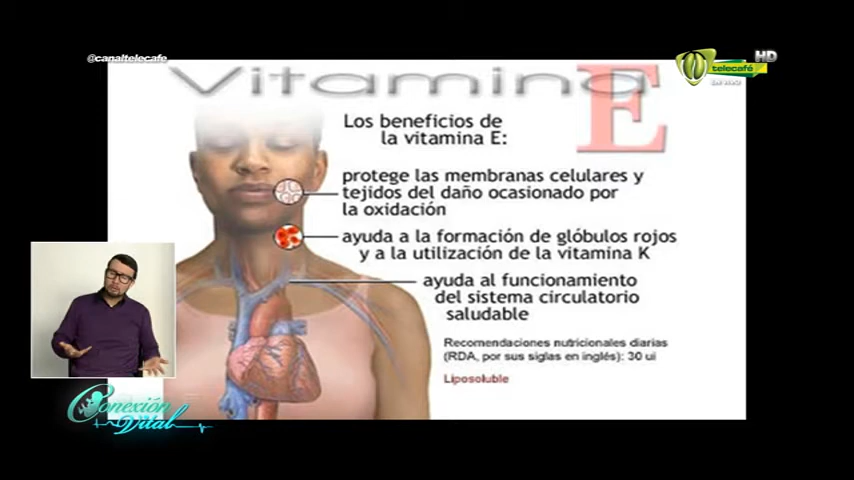 @canaltelecafe
HD
telecafé
EN VIVO
Vitamina
E
Los beneficios de
la vitamina E:
protege las membranas celulares y
tejidos del daño ocasionado por
la oxidación
ayuda a la formación de glóbulos rojos
y a la utilización de la vitamina K
ayuda al funcionamiento
del sistema circulatorio
saludable
Recomendaciones nutricionales diarias
(RDA, por sus siglas en inglés): 30 ui
Liposoluble
Conexión
Vital